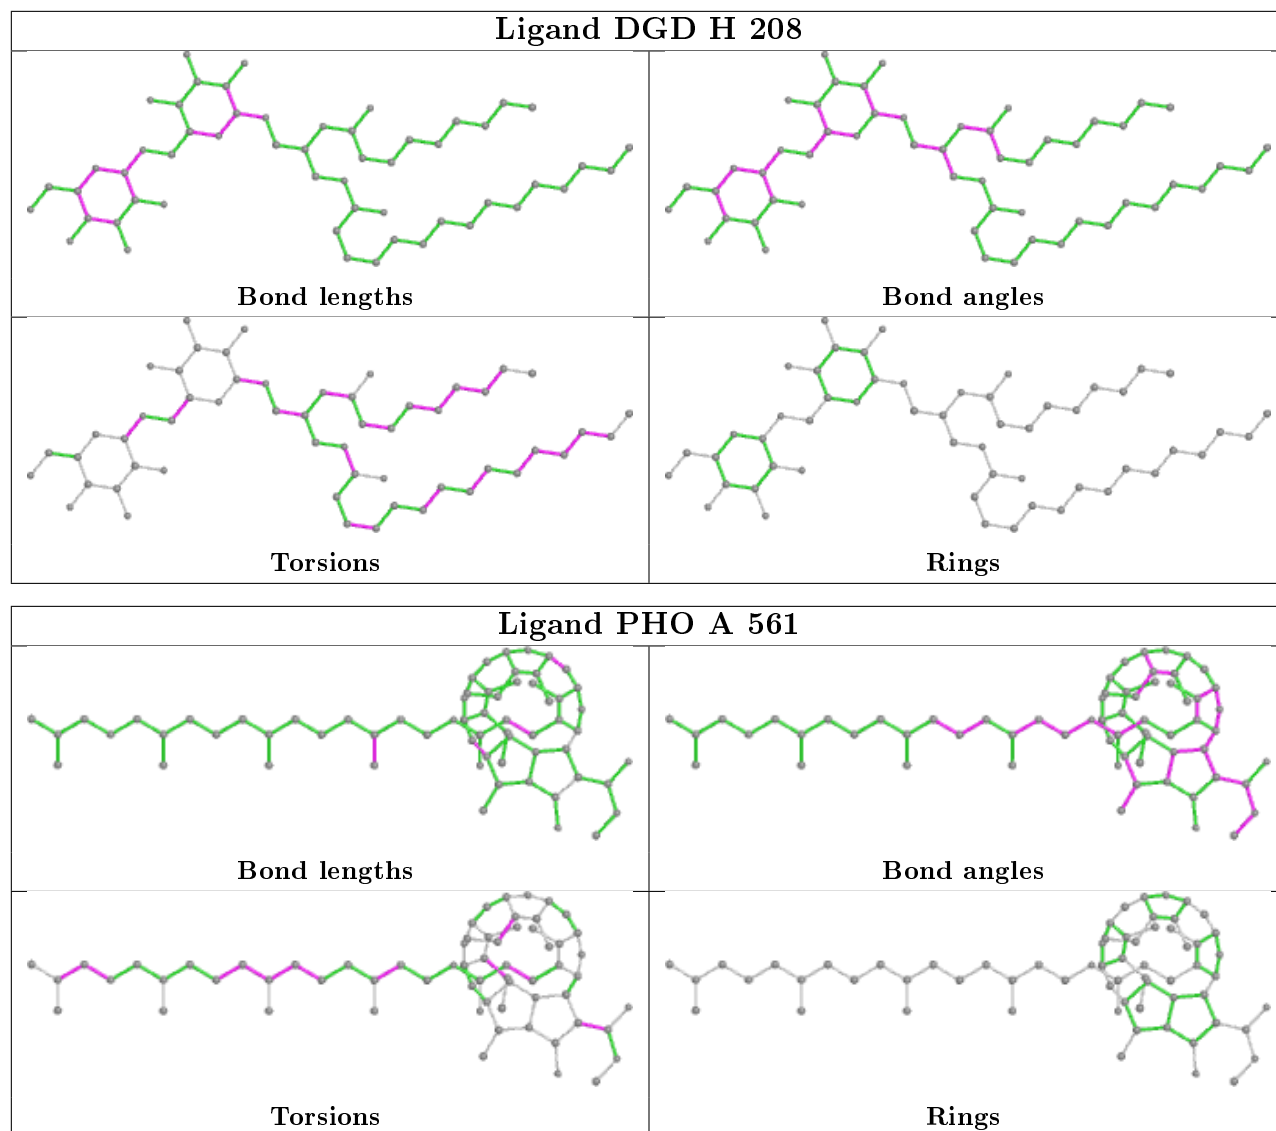 Ligand DGD H 208
Bond lengths
Bond angles
Torsions
Rings
Ligand PHO A 561
Bond lengths
Bond angles
Torsions
Rings